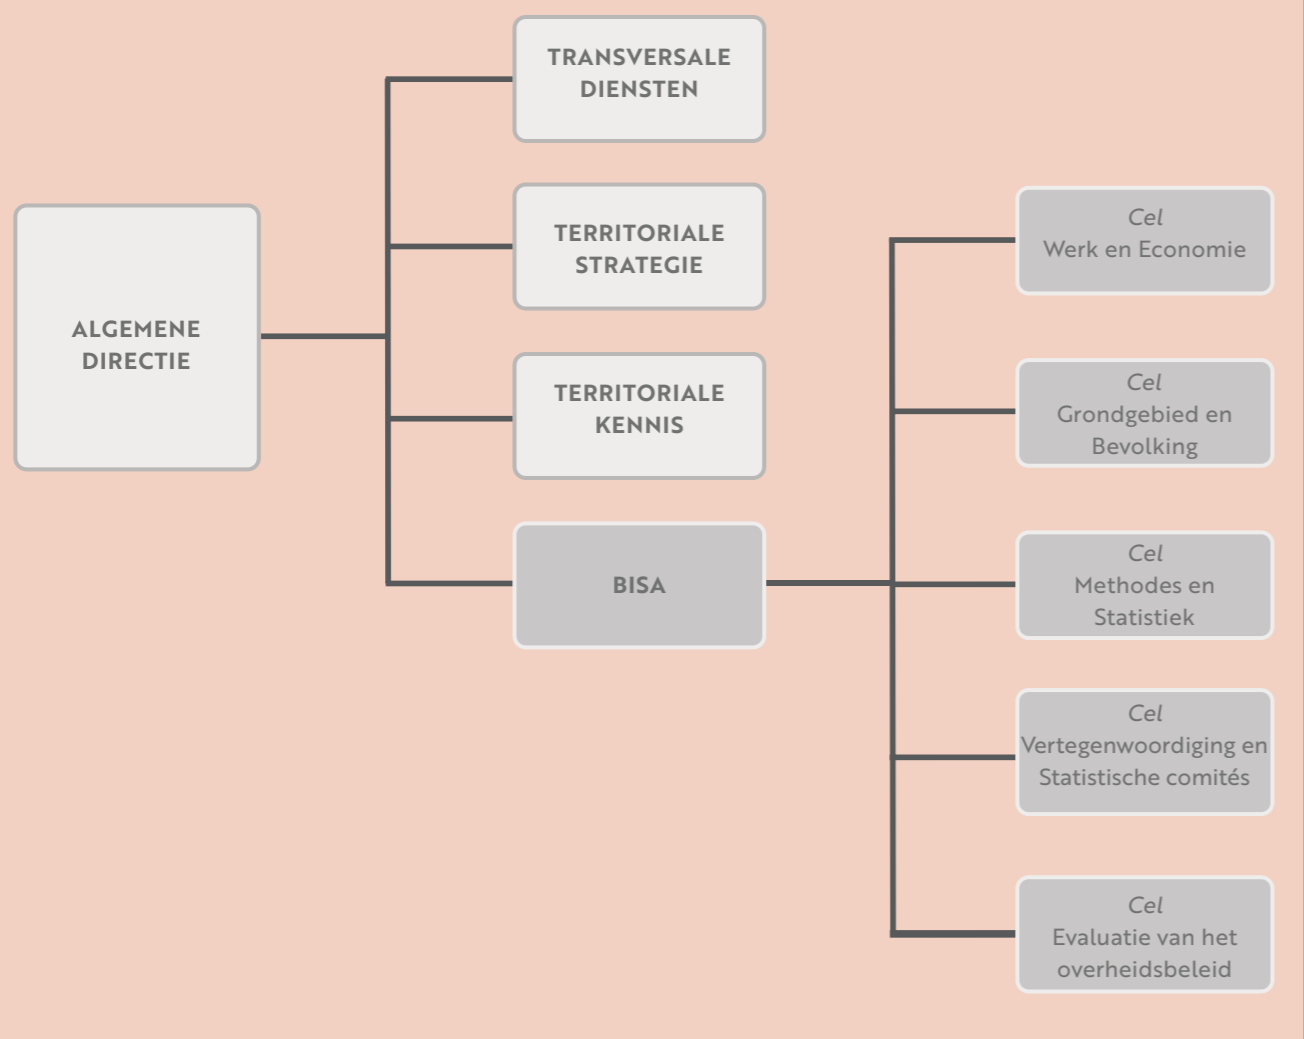 ALGEMENE
DIRECTIE
TRANSVERSALE
DIENSTEN
TERRITORIALE
STRATEGIE
TERRITORIALE
KENNIS
BISA
Cel
Werk en Economie
Cel
Grondgebied en
Bevolking
Cel
Methodes en
Statistiek
Cel
Vertegenwoordiging en
Statistische comités
Cel
Evaluatie van het
overheidsbeleid